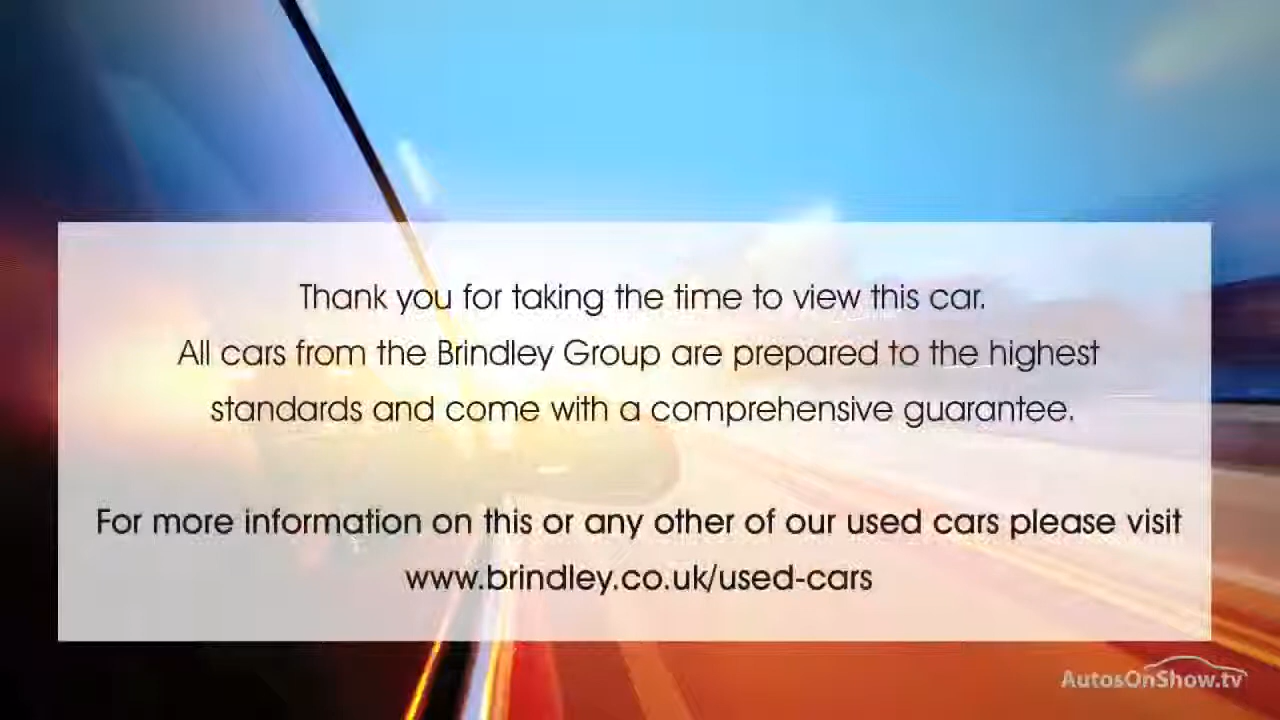 Thank you for taking the time to view this car.
All cars from the Brindley Group are prepared to the highest
standards and come with a comprehensive guarantee.
For more information on this or any other of our used cars please visit
www.brindley.co.uk/used-cars
AutosOnShow.tv